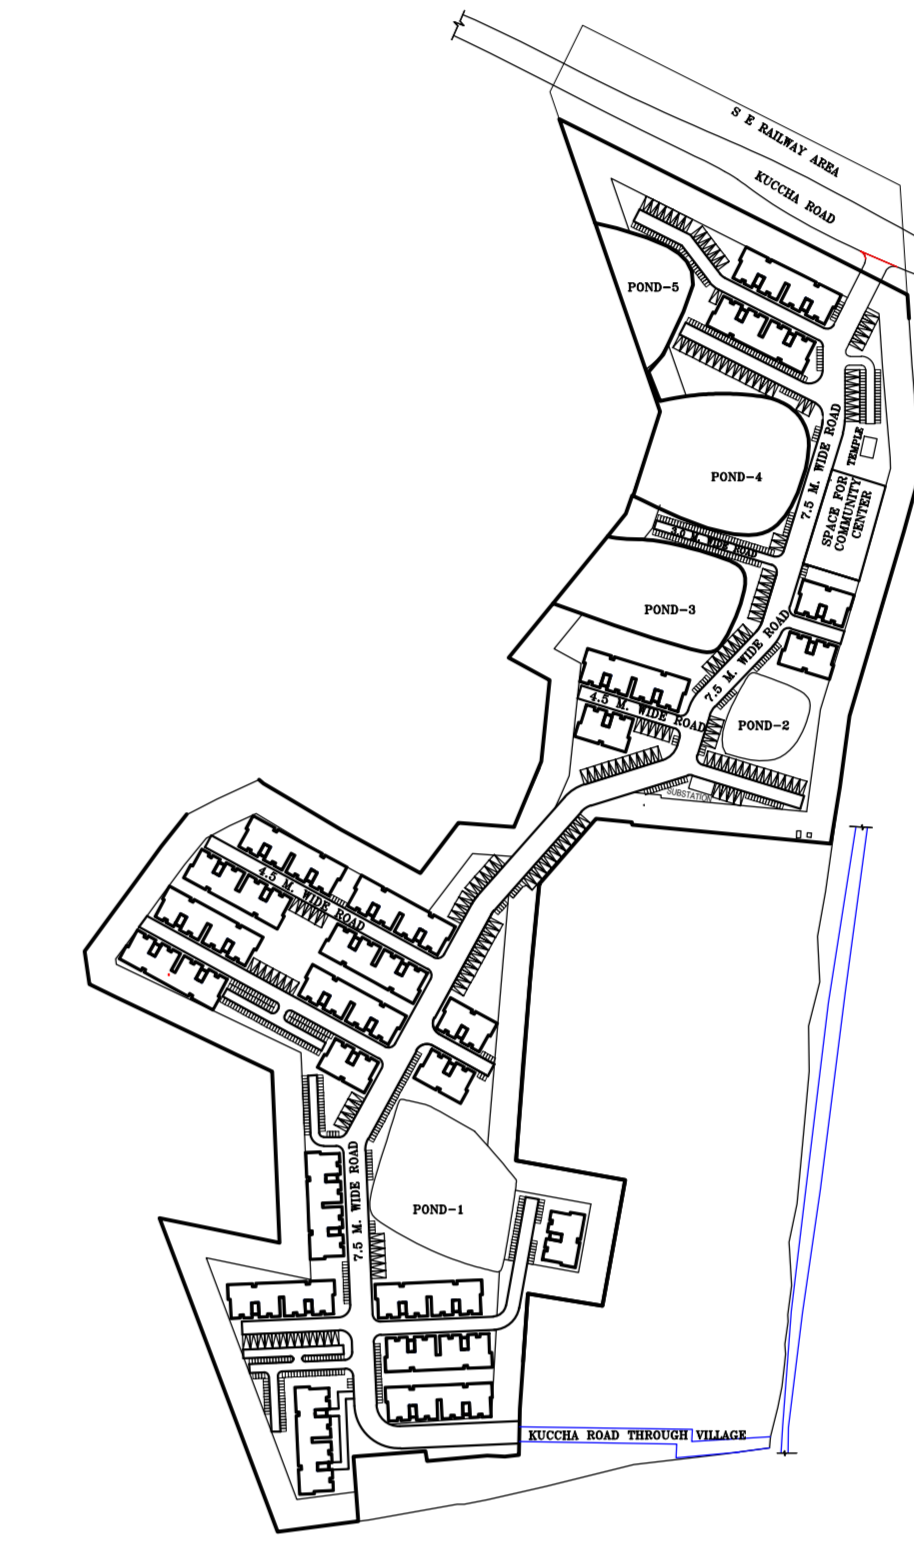 S E RAILWAY AREA
KUCCHA ROAD
POND-5
7.5 M. WIDE ROAD
TEMPLE
POND-4
SPACE FOR
COMMUNITY
CENTER
M. WIDE ROAD
POND-3
7.5 M. WIDE ROAD
4.5 M. WIDE ROAD
POND-2
SUBSTATION
4.5 M. WIDE ROAD
7.5 M. WIDE ROAD
POND-1
KUCCHA ROAD THROUGH VILLAGE